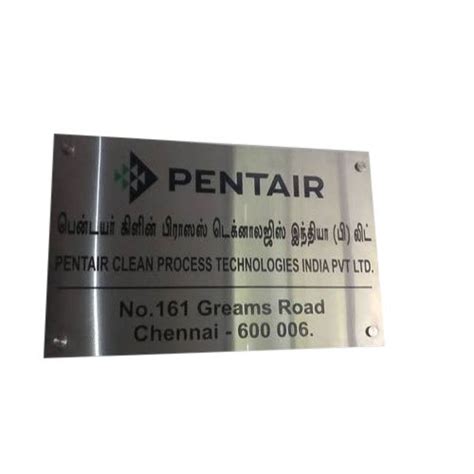 PENTAIR
பென்டயர் கிளின் பிராஸஸ் டெக்னாலஜிஸ் இந்தியா (பி) லிட்
PENTAIR CLEAN PROCESS TECHNOLOGIES INDIA PVT LTD.
No.161 Greams Road
Chennai - 600 006.